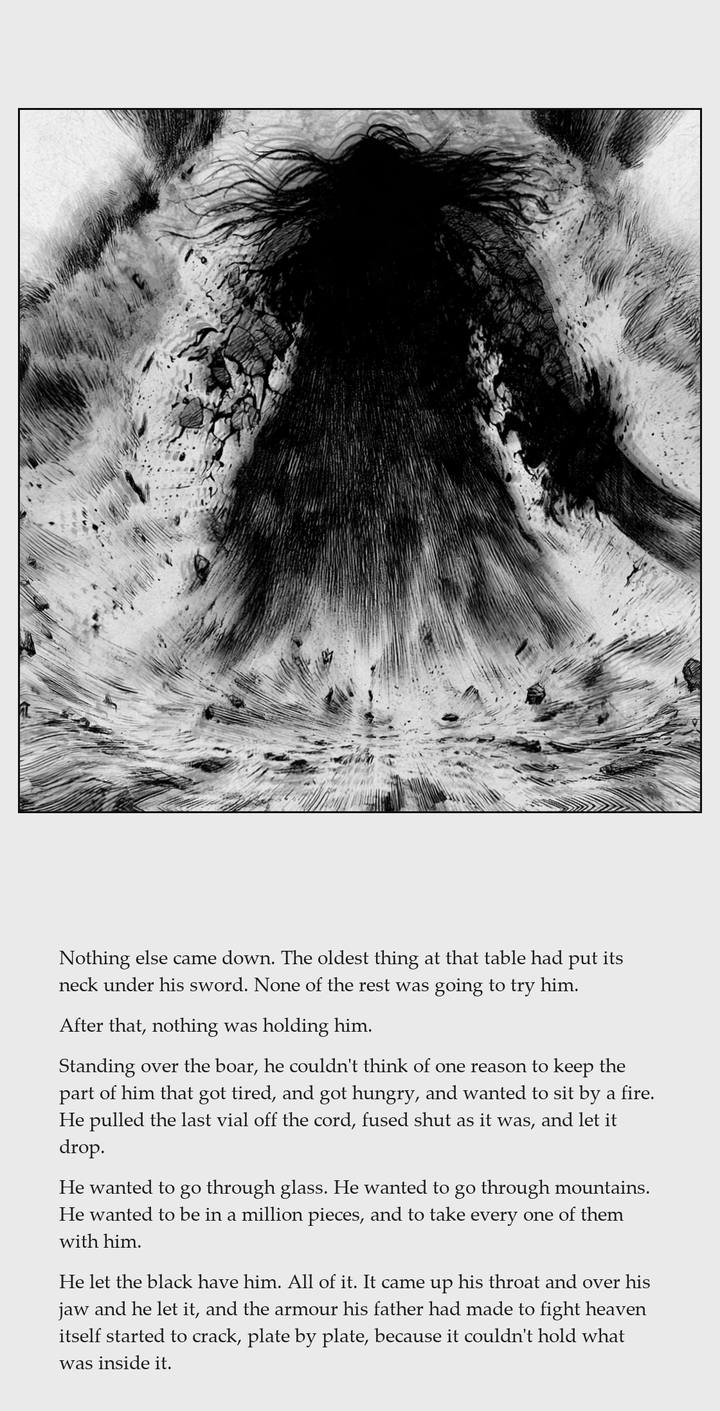 Nothing else came down. The oldest thing at that table had put its
neck under his sword. None of the rest was going to try him.
After that, nothing was holding him.
Standing over the boar, he couldn't think of one reason to keep the
part of him that got tired, and got hungry, and wanted to sit by a fire.
He pulled the last vial off the cord, fused shut as it was, and let it
drop.
He wanted to go through glass. He wanted to go through mountains.
He wanted to be in a million pieces, and to take every one of them
with him.
He let the black have him. All of it. It came up his throat and over his
jaw and he let it, and the armour his father had made to fight heaven
itself started to crack, plate by plate, because it couldn't hold what
was inside it.